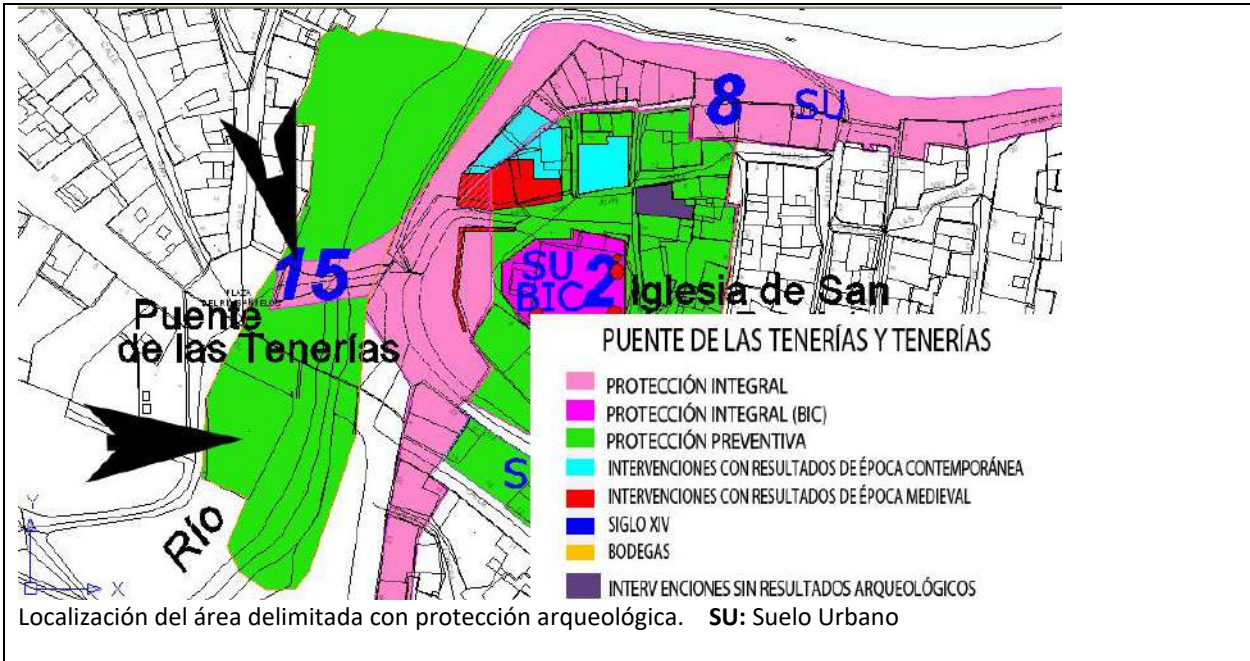 8
SU
15
PLAZA
Puente
de las Tenerías
SU
BIC
2
Iglesia de San
S
Río
Y
X
PUENTE DE LAS TENERÍAS Y TENERÍAS
PROTECCIÓN INTEGRAL
PROTECCIÓN INTEGRAL (BIC)
PROTECCIÓN PREVENTIVA
INTERVENCIONES CON RESULTADOS DE ÉPOCA CONTEMPORÁNEA
INTERVENCIONES CON RESULTADOS DE ÉPOCA MEDIEVAL
SIGLO XIV
BODEGAS
INTERVENCIONES SIN RESULTADOS ARQUEOLÓGICOS
Localización del área delimitada con protección arqueológica. SU: Suelo Urbano